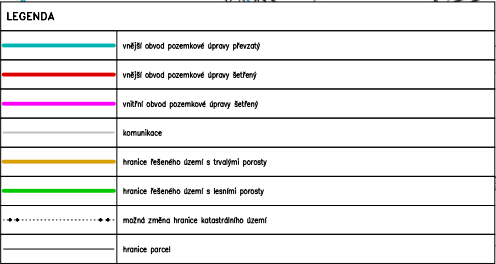 LEGENDA
vnější obvod pozemkové úpravy převzatý
vnější obvod pozemkové úpravy šetřený
vnitřní obvod pozemkové úpravy šetřený
komunikace
hranice řešeného území s trvalými porosty
hranice řešeného území s lesními porosty
možná změna hranice katastrálního území
hranice parcel